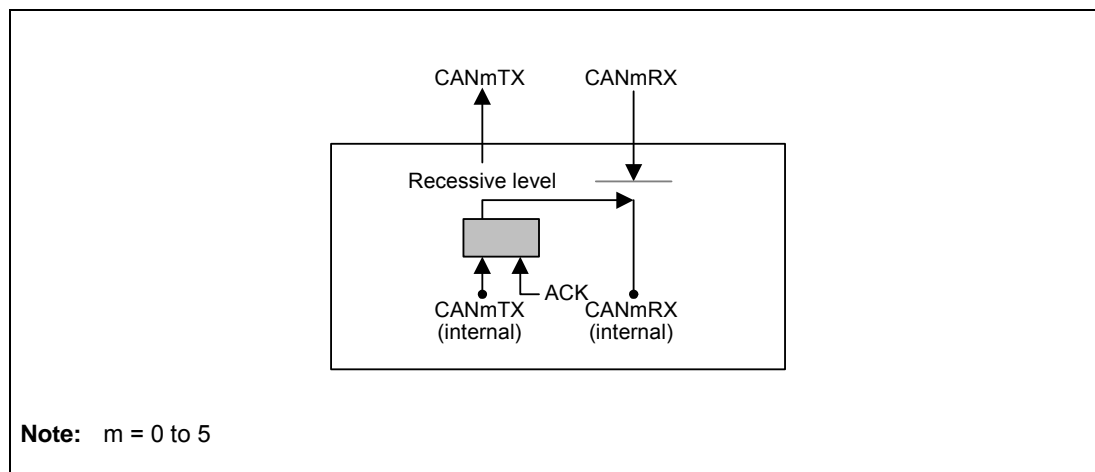 CANmTX CANmRX
Recessive level
ACK
CANmTX CANmRX
(internal) (internal)
Note: m = 0 to 5